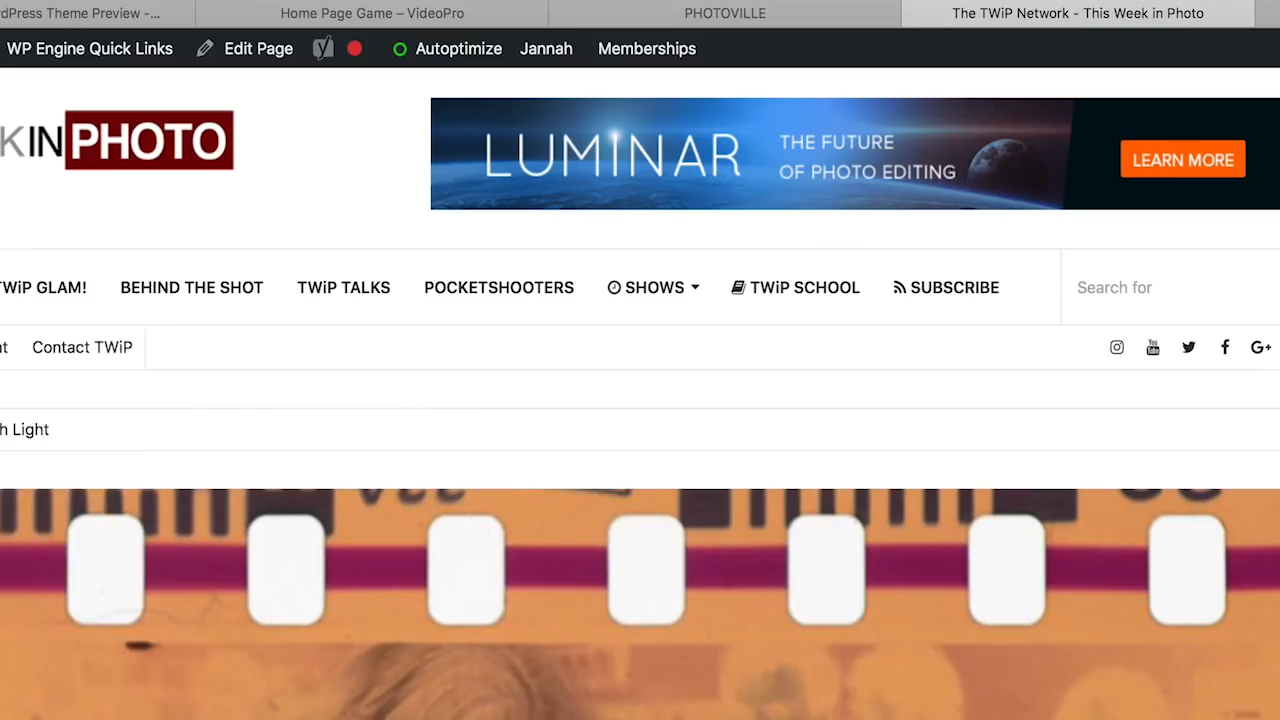 dPress Theme Preview -...
Home Page Game – VideoPro
PHOTOVILLE
The TWiP Network - This Week in Photo
WP Engine Quick Links
Edit Page
Autoptimize
Jannah
Memberships
KINPHOTO
LUMINAR
THE FUTURE
OF PHOTO EDITING
LEARN MORE
TWiP GLAM!
BEHIND THE SHOT
TWiP TALKS
POCKETSHOOTERS
SHOWS
TWiP SCHOOL
SUBSCRIBE
Search for
Contact TWiP
You Tube
G+
h Light